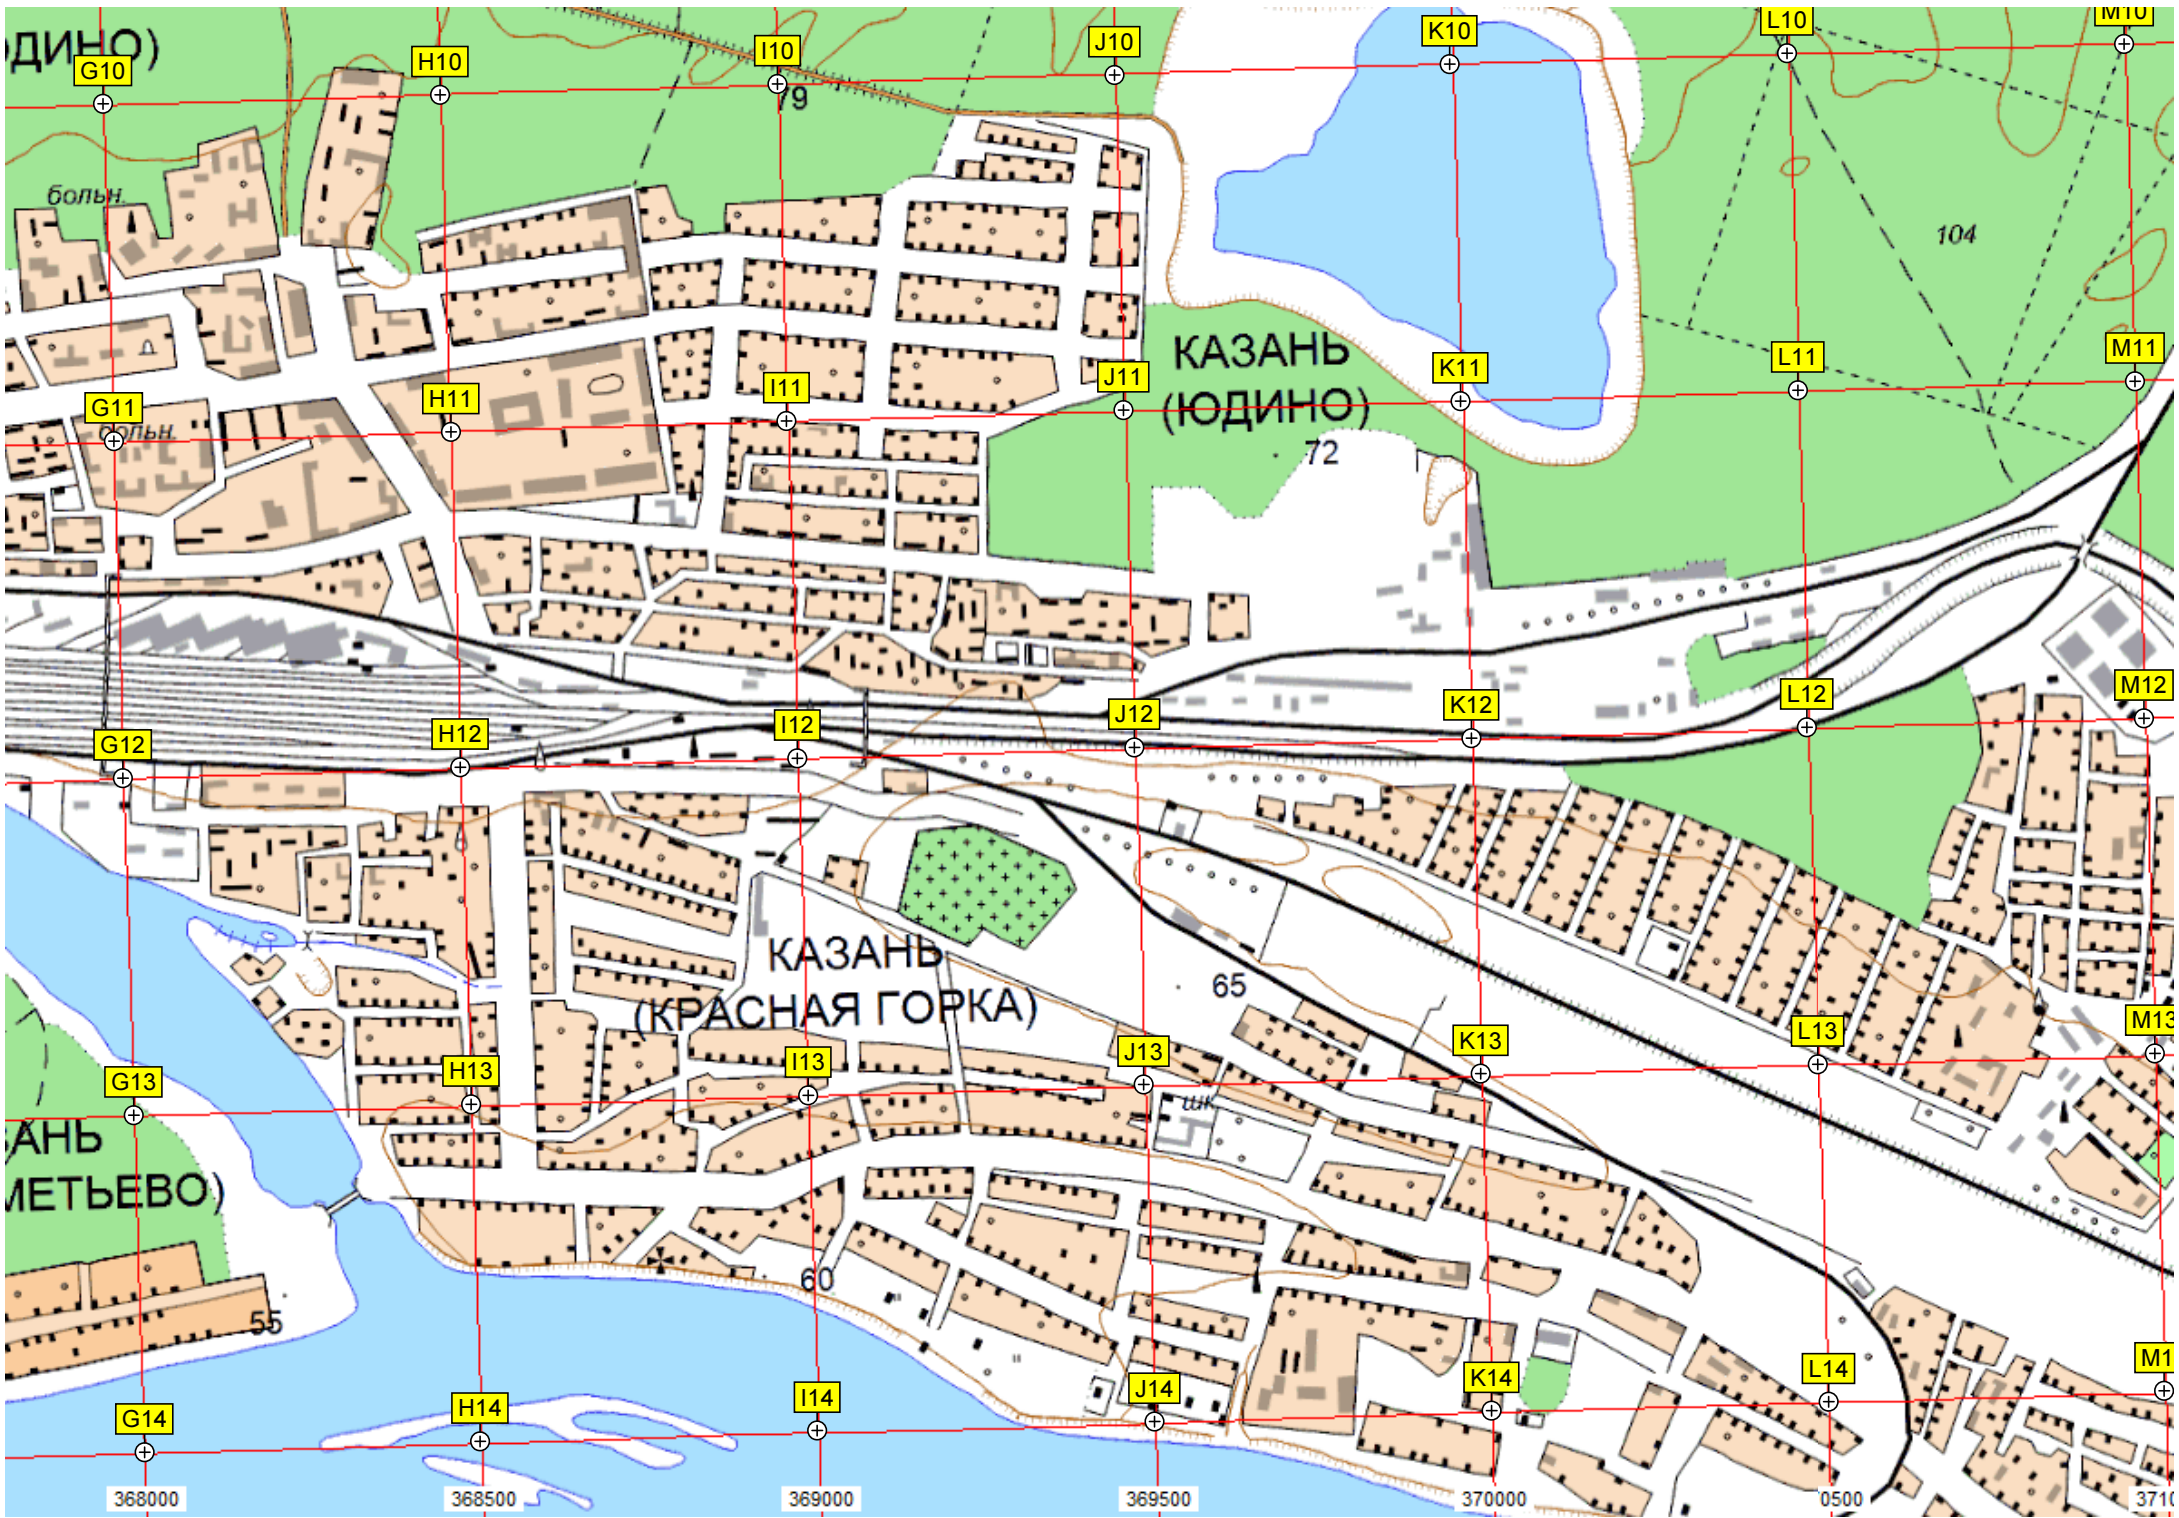 ДИНО)
G10 H10 I10 J10 K10 L10 M10
79
больн.
104
КАЗАНЬ
(ЮДИНО)
72
G11 H11 I11 J11 K11 L11 M11
больн.
G12 H12 I12 J12 K12 L12 M12
КАЗАНЬ
(КРАСНАЯ ГОРКА)
65
G13 H13 I13 J13 K13 L13 M13
шк.
АНЬ
МЕТЬЕВО)
60
55
G14 H14 I14 J14 K14 L14 M1
368000 368500 369000 369500 370000 0500 3710